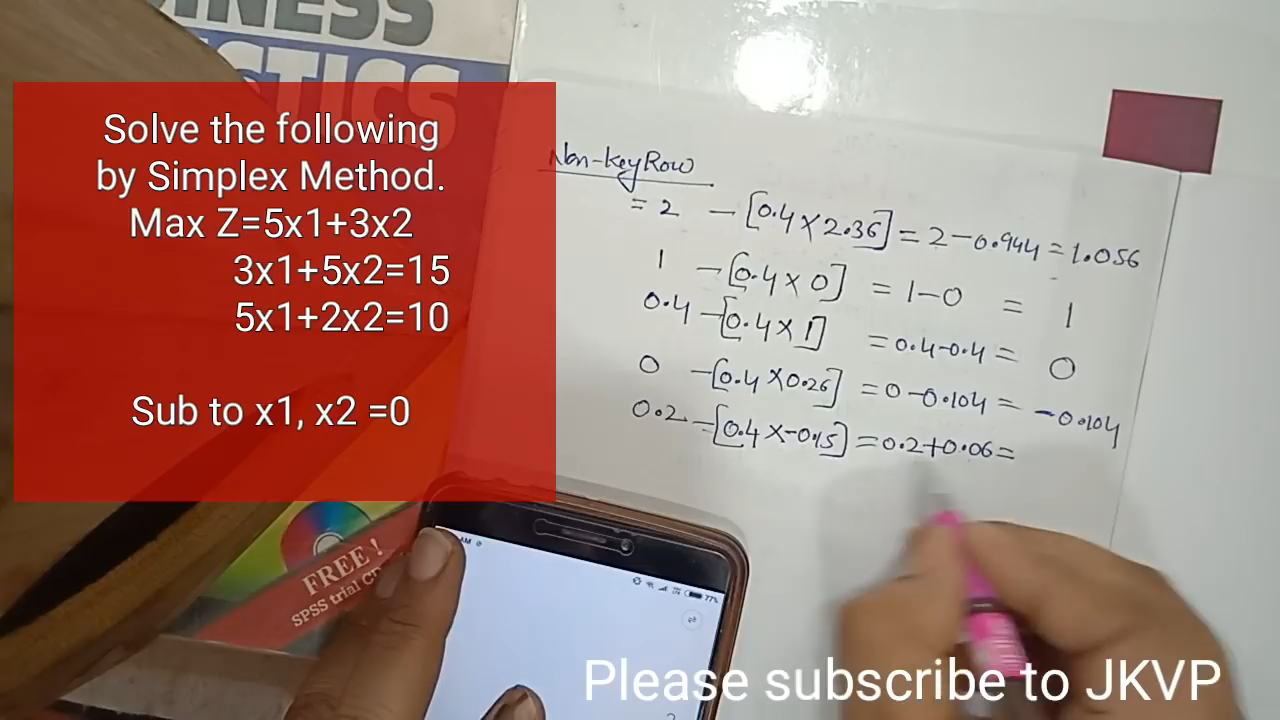 INESS
STICS
Solve the following
by Simplex Method.
Max Z=5x1+3x2
3x1+5x2=15
5x1+2x2=10
Sub to x1, x2 =0
Non-Key Row
= 2 - [0.4 × 2.36] = 2-0.944 = 1.056
1 - [0.4 × 0] = 1-0 = 1
0.4 - [0.4 × 1] = 0.4-0.4 = 0
0 - [0.4 × 0.26] = 0-0.104 = -0.104
0.2 - [0.4 × -0.15] = 0.2+0.06 =
FREE !
SPSS trial
AM
77%
Please subscribe to JKVP